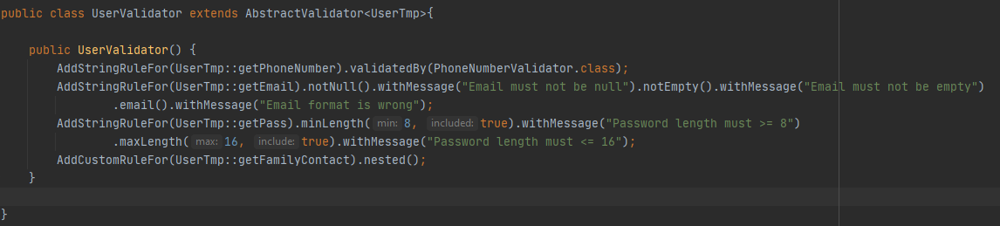 public class UserValidator extends AbstractValidator<UserTmp>{
public UserValidator() {
AddStringRuleFor(UserTmp::getPhoneNumber).validatedBy(PhoneNumberValidator.class);
AddStringRuleFor(UserTmp::getEmail).notNull().withMessage("Email must not be null").notEmpty().withMessage("Email must not be empty")
.email().withMessage("Email format is wrong");
AddStringRuleFor(UserTmp::getPass).minLength( min: 8, included: true).withMessage("Password length must >= 8")
.maxLength( max: 16, include: true).withMessage("Password length must <= 16");
AddCustomRuleFor(UserTmp::getFamilyContact).nested();
}
}